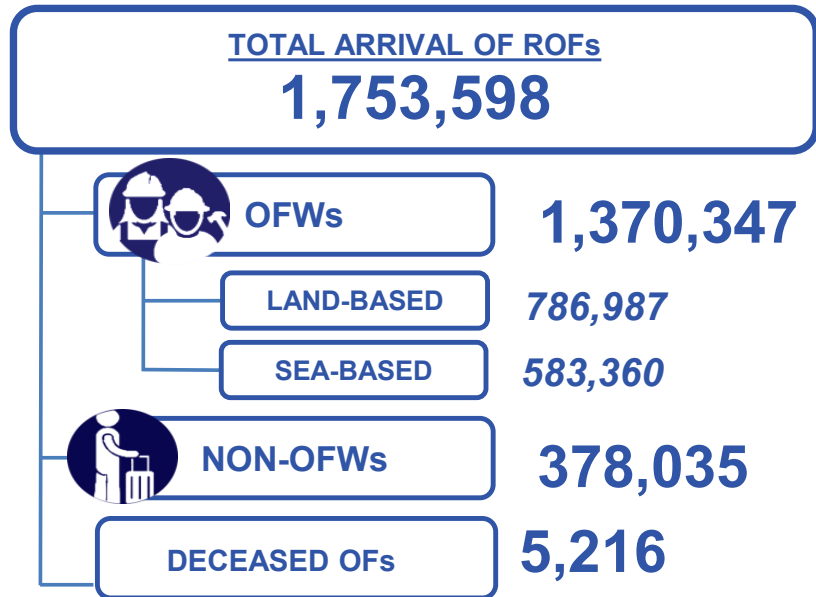 TOTAL ARRIVAL OF ROFs
1,753,598
OFWs 1,370,347
LAND-BASED 786,987
SEA-BASED 583,360
NON-OFWs 378,035
DECEASED OFs 5,216